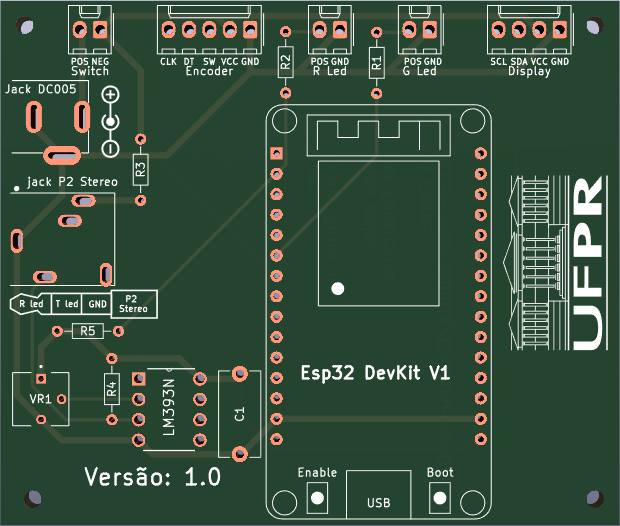 POS NEG
Switch
CLK DT SW VCC GND
Encoder
R2
POS GND
R Led
R1
POS GND
G Led
SCL SDA VCC GND
Display
Jack DC005
R3
jack P2 Stereo
R led T led GND P2 Stereo
R5
VR1
R4
LM393N
C1
Esp32 DevKit V1
UFPR
Versão: 1.0
Enable
Boot
USB